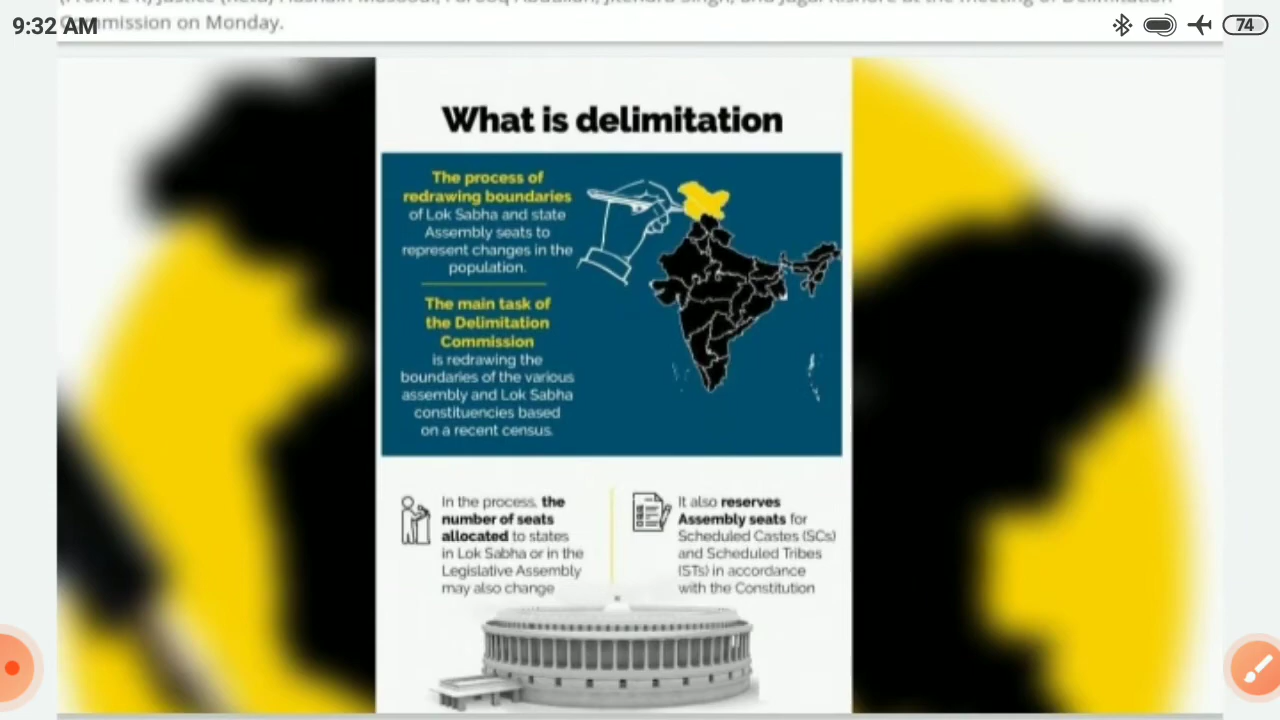 9:32 AM
74
mmission on Monday.
What is delimitation
The process of
redrawing boundaries
of Lok Sabha and state
Assembly seats to
represent changes in the
population.
The main task of
the Delimitation
Commission
is redrawing the
boundaries of the various
assembly and Lok Sabha
constituencies based
on a recent census.
In the process, the
number of seats
allocated to states
in Lok Sabha or in the
Legislative Assembly
may also change
It also reserves
Assembly seats for
Scheduled Castes (SCs)
and Scheduled Tribes
(STs) in accordance
with the Constitution